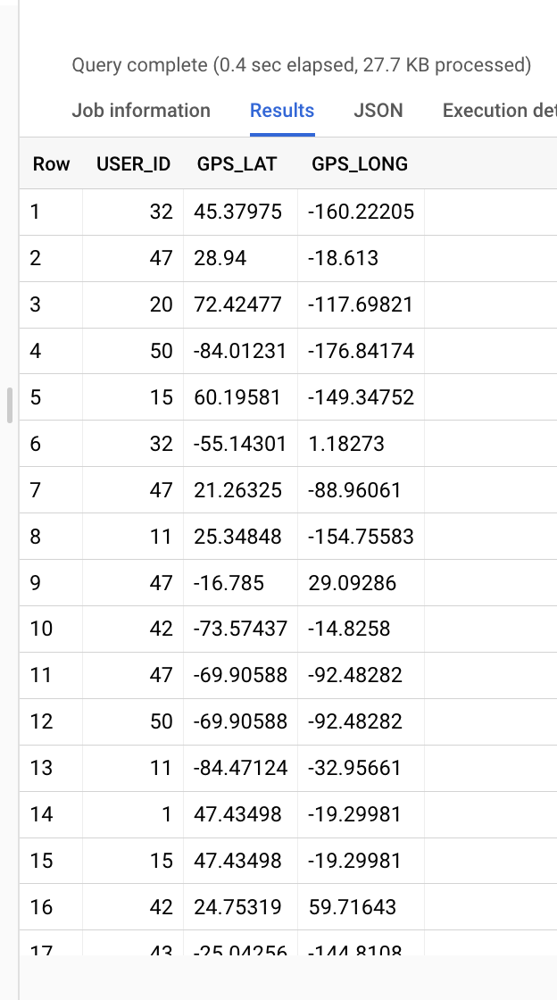 Query complete (0.4 sec elapsed, 27.7 KB processed)
Job information Results JSON Execution
Row USER_ID GPS_LAT GPS_LONG
1 32 45.37975 -160.22205
2 47 28.94 -18.613
3 20 72.42477 -117.69821
4 50 -84.01231 -176.84174
5 15 60.19581 -149.34752
6 32 -55.14301 1.18273
7 47 21.26325 -88.96061
8 11 25.34848 -154.75583
9 47 -16.785 29.09286
10 42 -73.57437 -14.8258
11 47 -69.90588 -92.48282
12 50 -69.90588 -92.48282
13 11 -84.47124 -32.95661
14 1 47.43498 -19.29981
15 15 47.43498 -19.29981
16 42 24.75319 59.71643
17 43 -25.04256 -144.8108